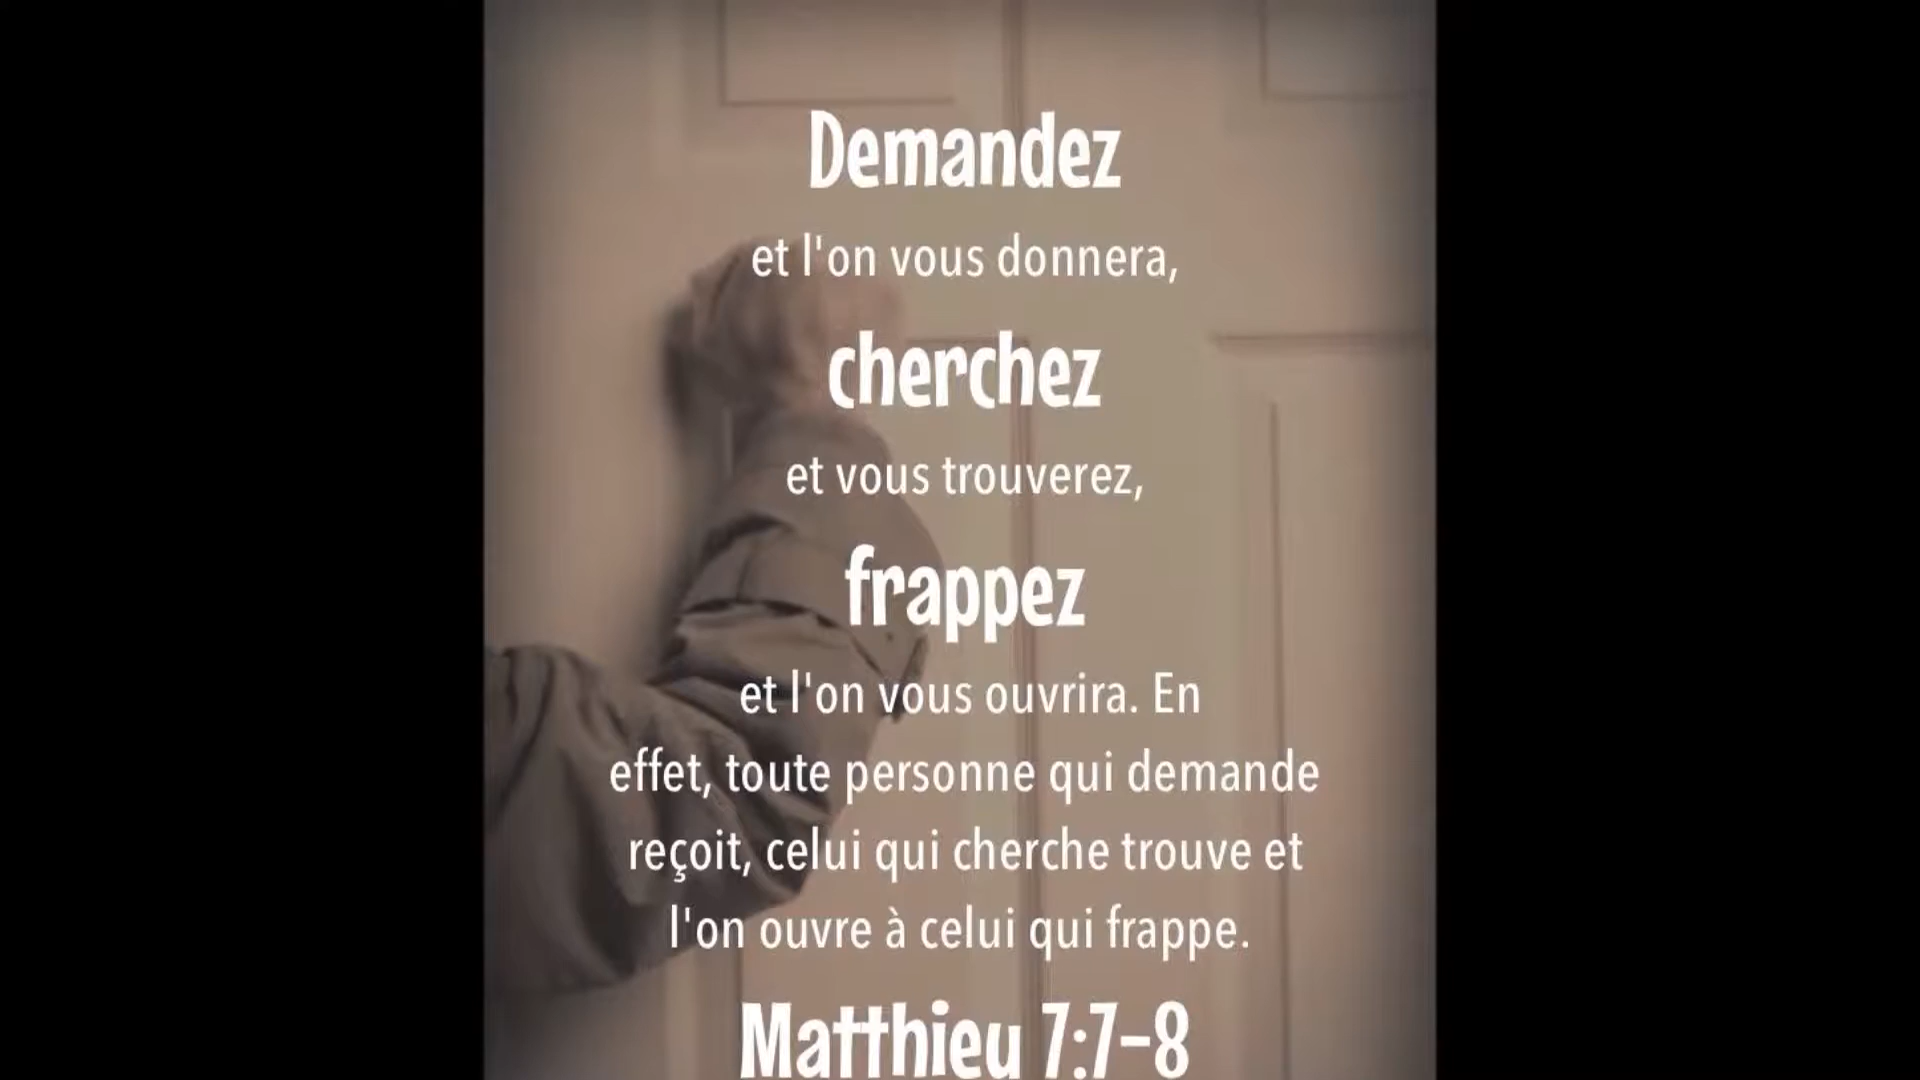 Demandez
et l'on vous donnera,
cherchez
et vous trouverez,
frappez
et l'on vous ouvrira. En
effet, toute personne qui demande
reçoit, celui qui cherche trouve et
l'on ouvre à celui qui frappe.
Matthieu 7:7-8